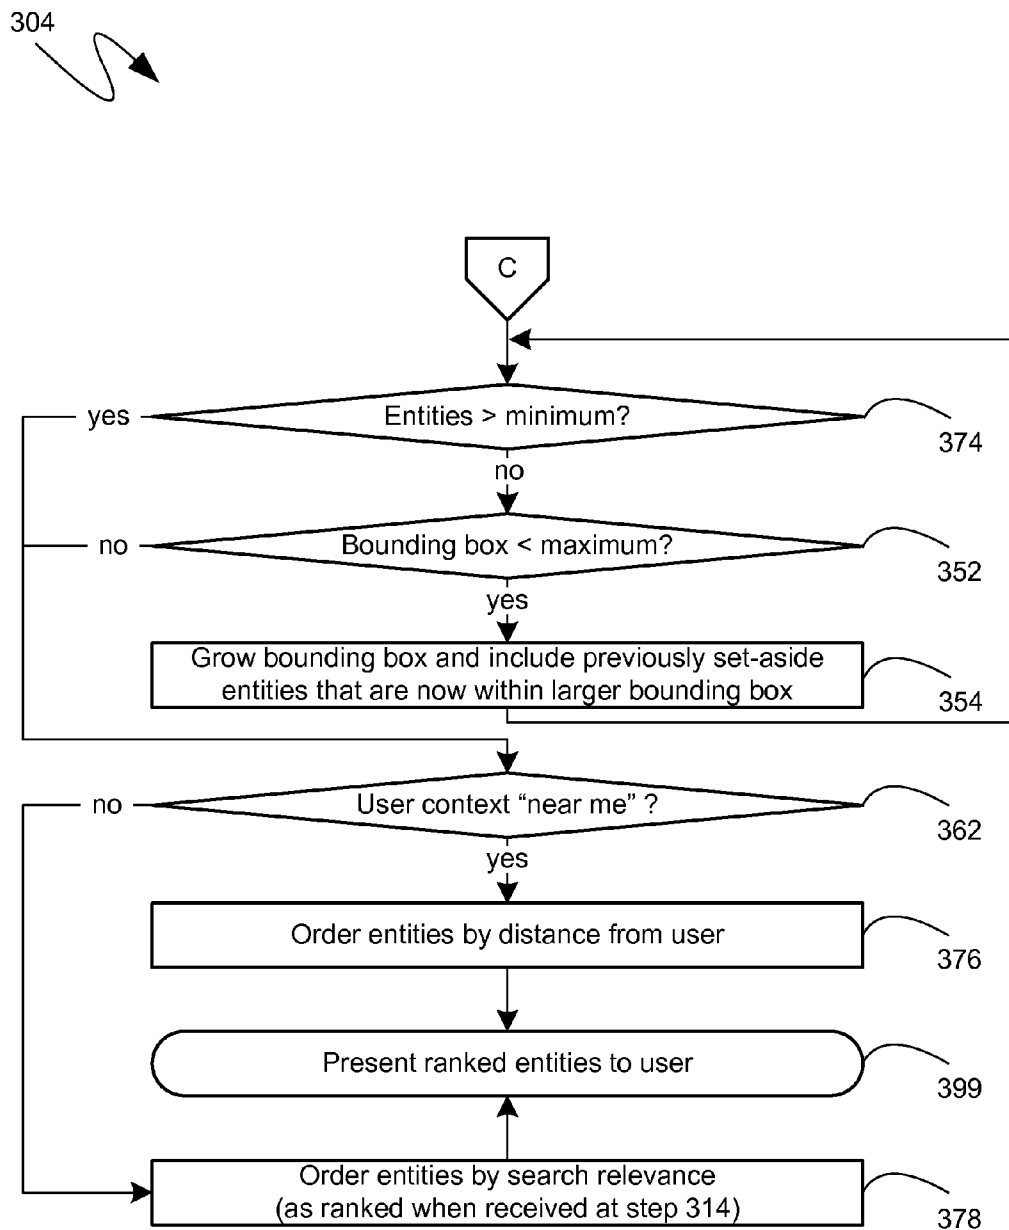 304
C
yes
Entities > minimum?
374
no
no
Bounding box < maximum?
352
yes
Grow bounding box and include previously set-aside
entities that are now within larger bounding box
354
no
User context “near me” ?
362
yes
Order entities by distance from user
376
Present ranked entities to user
399
Order entities by search relevance
(as ranked when received at step 314)
378